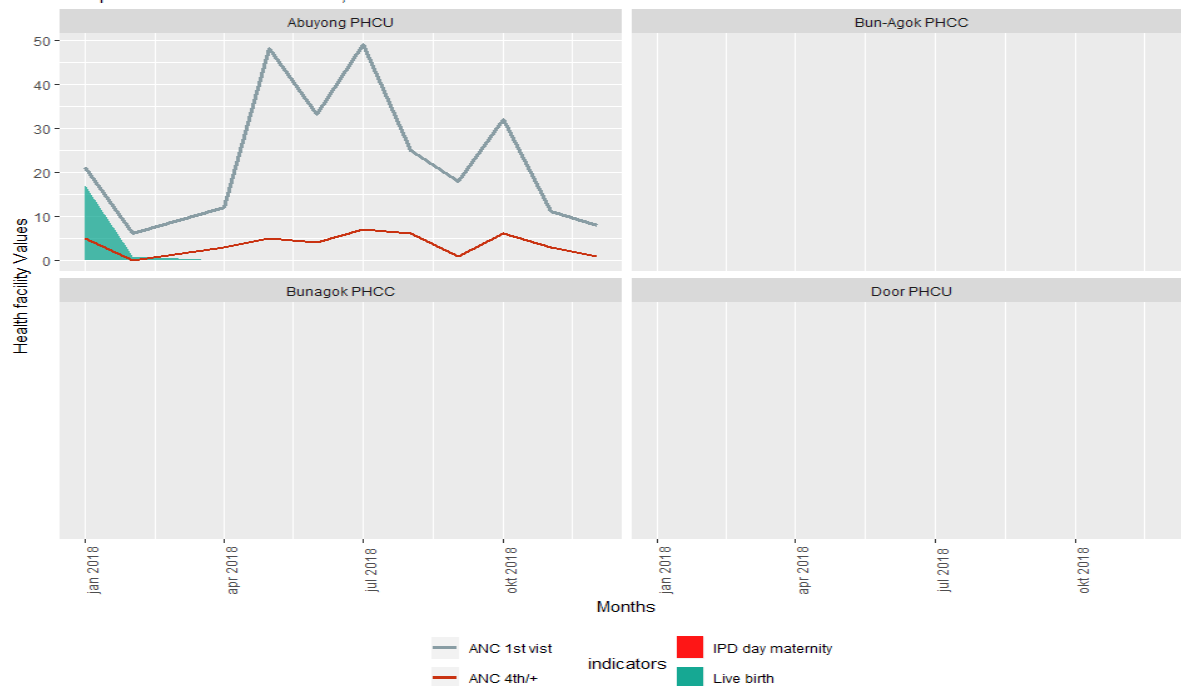 Abuyong PHCU
Bun-Agok PHCC
50
40
30
20
10
0
Health facility Values
Bunagok PHCC
Door PHCU
jan 2018
apr 2018
jul 2018
okt 2018
jan 2018
apr 2018
jul 2018
okt 2018
Months
indicators
ANC 1st vist
ANC 4th/+
IPD day maternity
Live birth